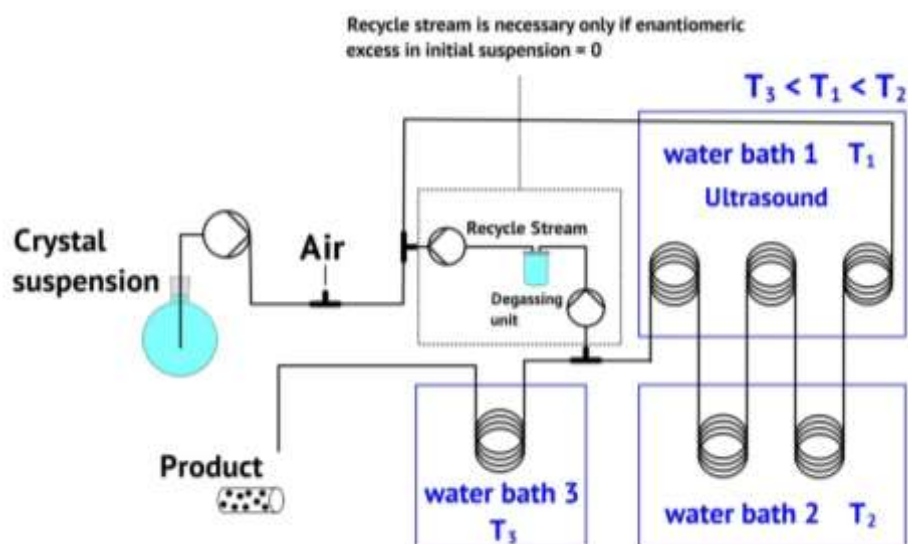 Recycle stream is necessary only if enantiomeric
excess in initial suspension = 0
T₃ < T₁ < T₂
water bath 1 T₁
Ultrasound
Crystal
suspension
Air
Recycle Stream
Degassing
unit
Product
water bath 3
T₃
water bath 2 T₂